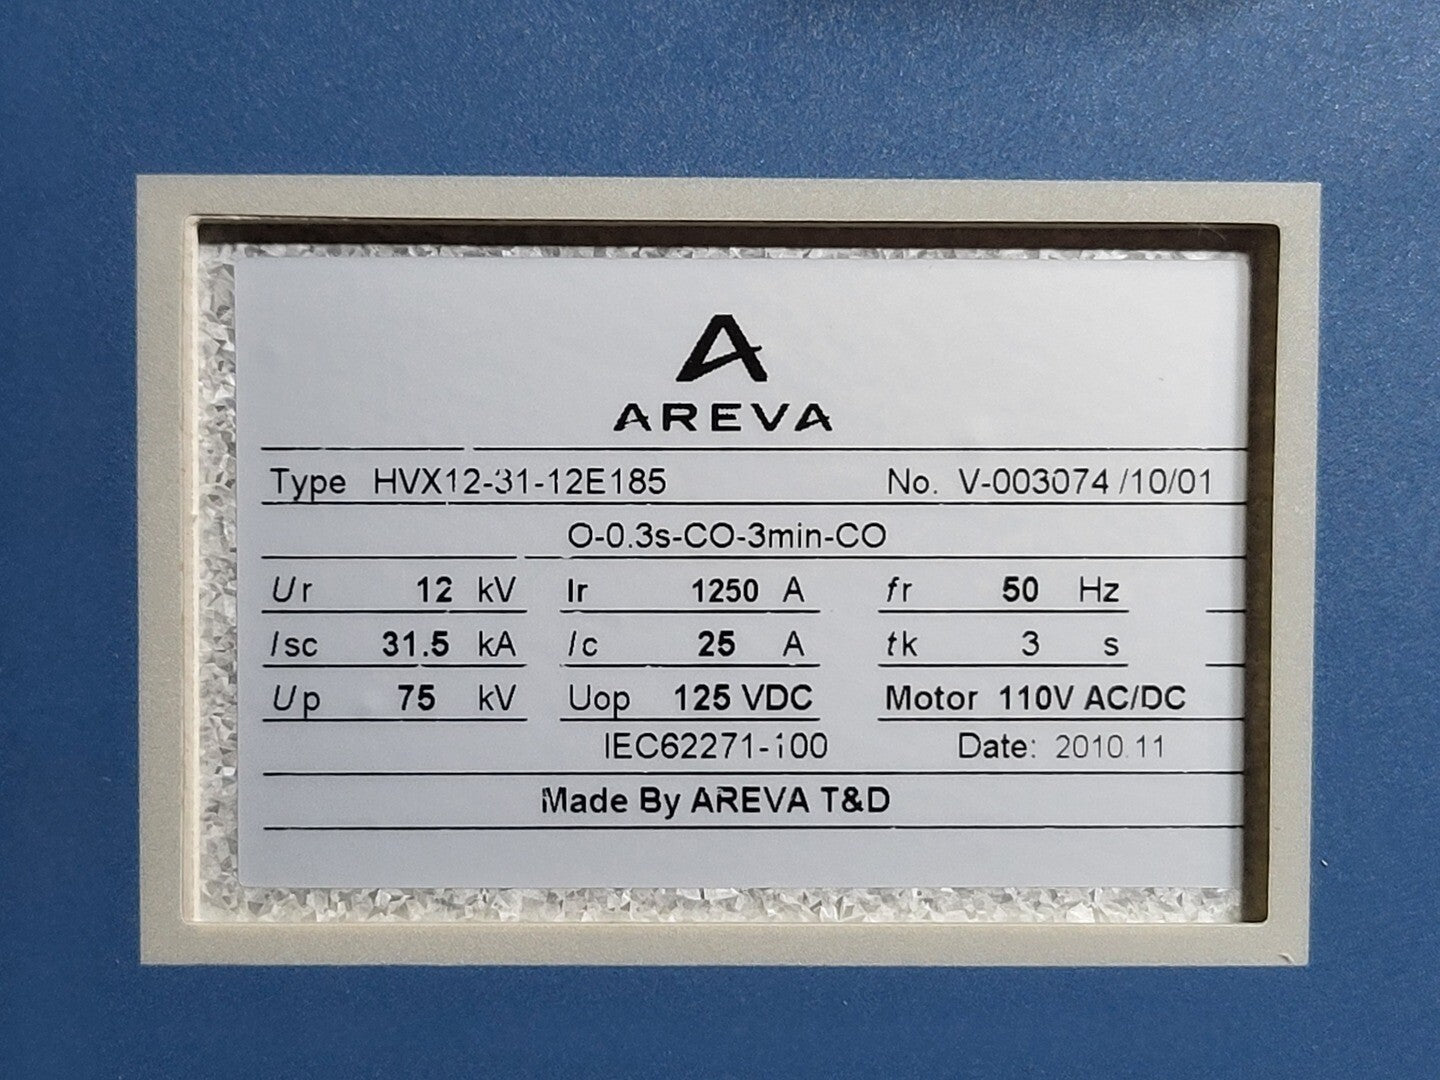 AREVA
Type HVX12-31-12E185 No. V-003074 /10/01
O-0.3s-CO-3min-CO
Ur 12 kV Ir 1250 A fr 50 Hz
Isc 31.5 kA Ic 25 A tk 3 s
Up 75 kV Uop 125 VDC Motor 110V AC/DC
IEC62271-100 Date: 2010.11
Made By AREVA T&D